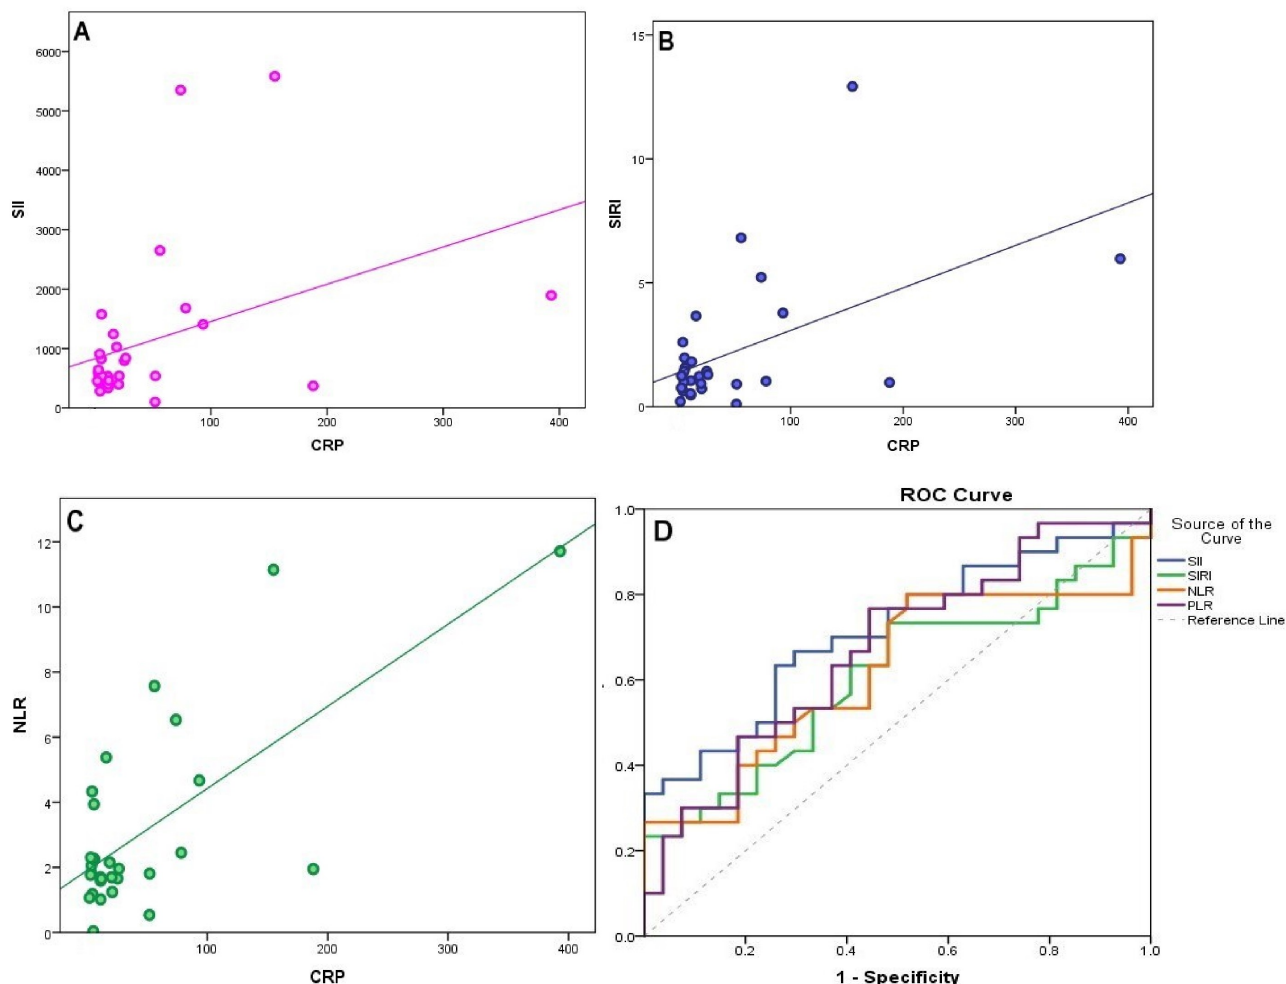 A
6000
5000
4000
3000
2000
1000
0
SII
100
200
300
400
CRP
B
15
10
5
0
SIRI
100
200
300
400
CRP
C
12
10
8
6
4
2
0
NLR
100
200
300
400
CRP
ROC Curve
D
1.0
0.8
0.6
0.4
0.2
0.0
0.2
0.4
0.6
0.8
1.0
1 - Specificity
Source of the
Curve
SII
SIRI
NLR
PLR
Reference Line